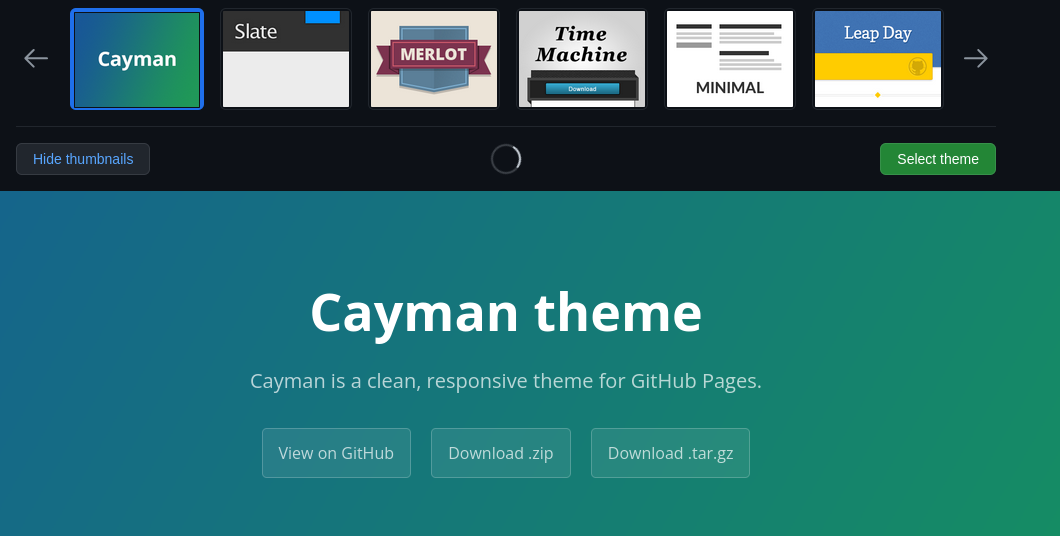 Cayman
Slate
MERLOT
Time
Machine
Download
MINIMAL
Leap Day
Hide thumbnails
Select theme
Cayman theme
Cayman is a clean, responsive theme for GitHub Pages.
View on GitHub
Download .zip
Download .tar.gz